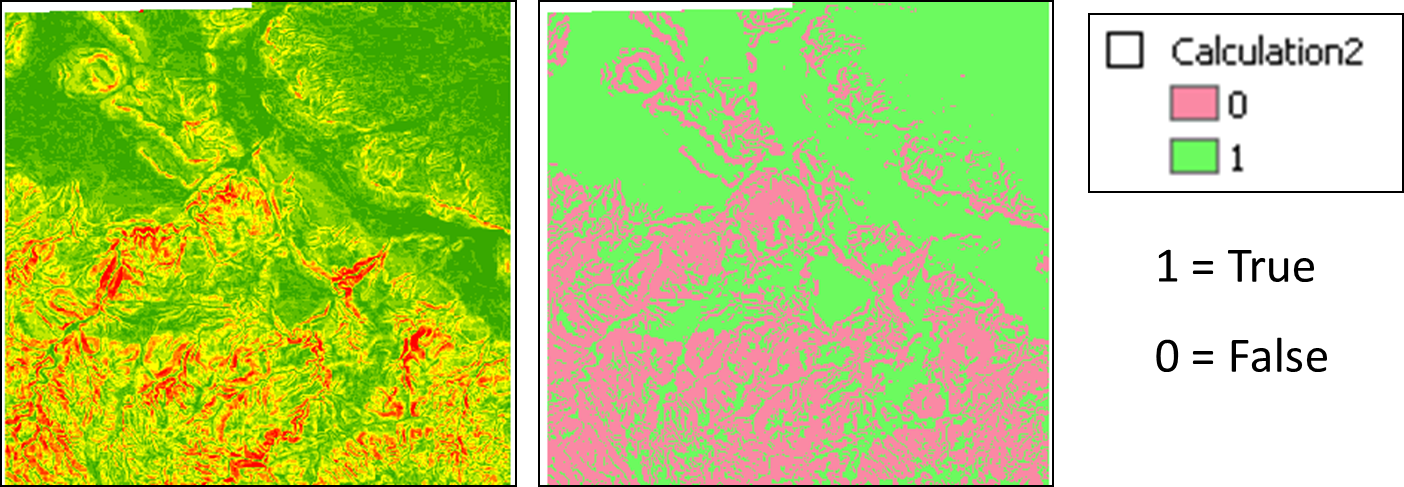 Calculation2
0
1
1 = True
0 = False